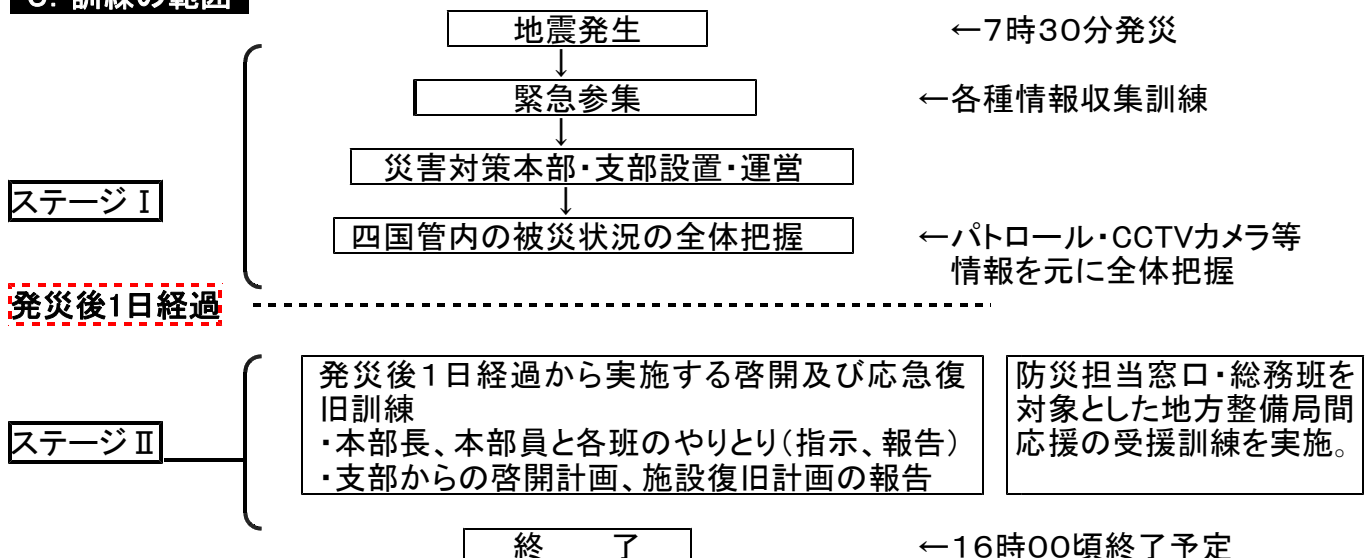 訓練の範囲
地震発生 ←7時30分発災
↓
緊急参集 ←各種情報収集訓練
↓
災害対策本部・支部設置・運営
↓
ステージⅠ
四国管内の被災状況の全体把握 ←パトロール・CCTVカメラ等
情報を元に全体把握
発災後1日経過
発災後1日経過から実施する啓開及び応急復
旧訓練
・本部長、本部員と各班のやりとり(指示、報告)
・支部からの啓開計画、施設復旧計画の報告
防災担当窓口・総務班を
対象とした地方整備局間
応援の受援訓練を実施。
ステージⅡ
終 了 ←16時00頃終了予定